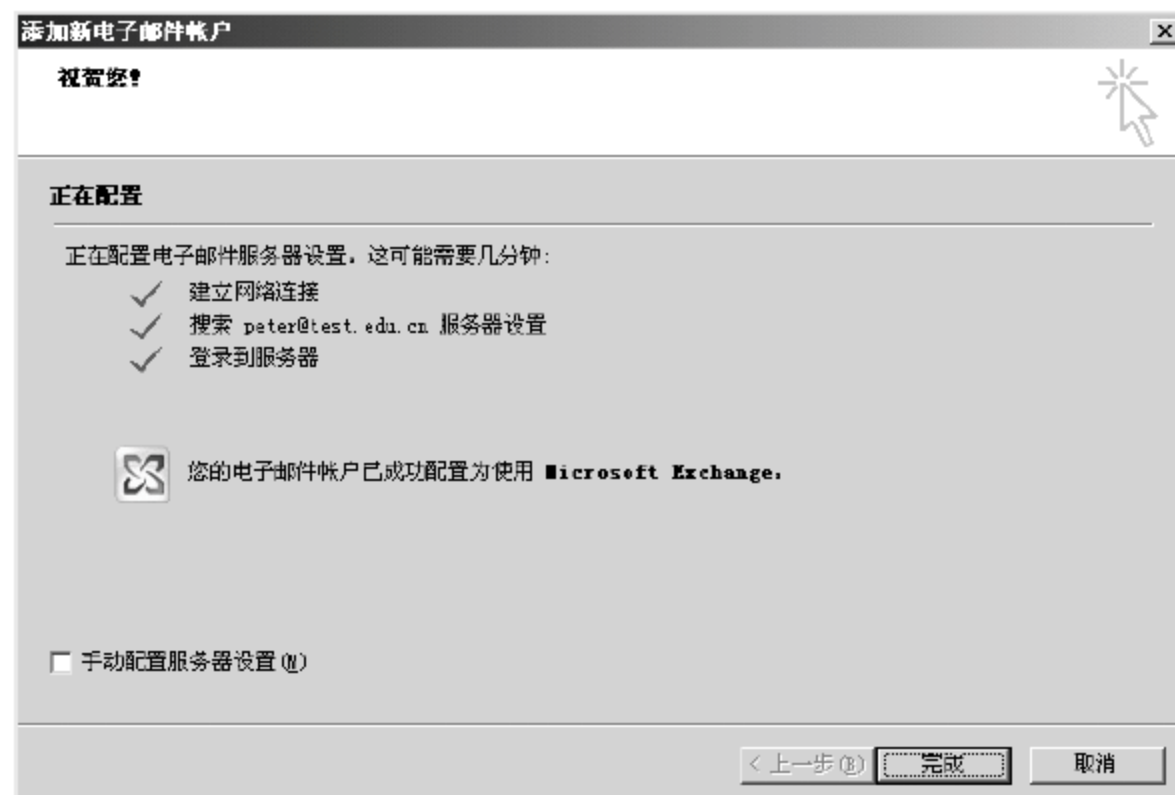 添加新电子邮件帐户
祝贺您!
正在配置
正在配置电子邮件服务器设置。这可能需要几分钟:
建立网络连接
搜索 peter@test.edu.cn 服务器设置
登录到服务器
您的电子邮件帐户已成功配置为使用 Microsoft Exchange。
手动配置服务器设置(N)
< 上一步(B) 完成 取消